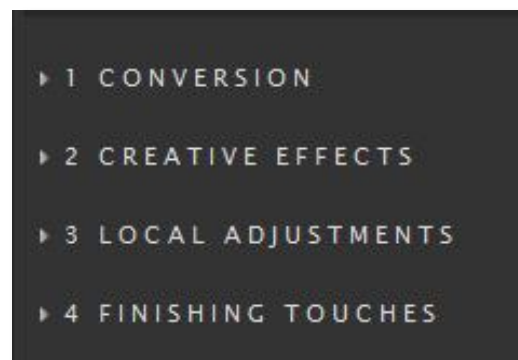 1 CONVERSION
2 CREATIVE EFFECTS
3 LOCAL ADJUSTMENTS
4 FINISHING TOUCHES